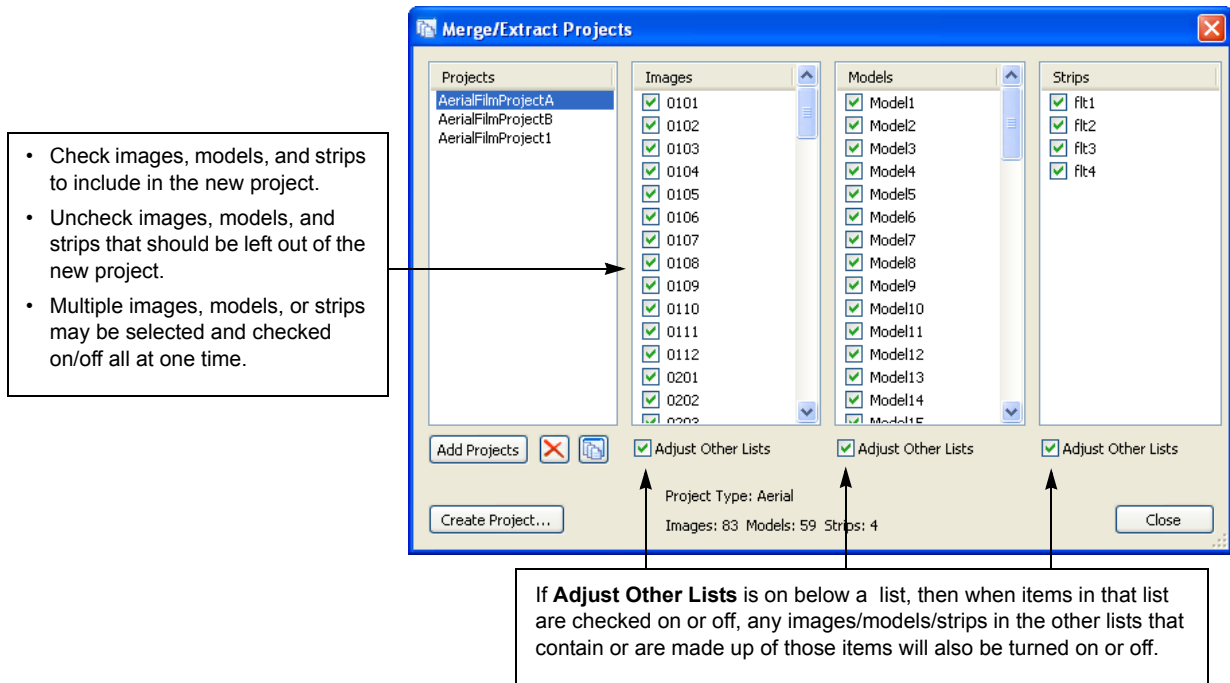 Merge/Extract Projects
Projects
AerialFilmProjectA
AerialFilmProjectB
AerialFilmProject1
Images
0101
0102
0103
0104
0105
0106
0107
0108
0109
0110
0111
0112
0201
0202
0203
Models
Model1
Model2
Model3
Model4
Model5
Model6
Model7
Model8
Model9
Model10
Model11
Model12
Model13
Model14
Model15
Strips
flt1
flt2
flt3
flt4
• Check images, models, and strips
to include in the new project.
• Uncheck images, models, and
strips that should be left out of the
new project.
• Multiple images, models, or strips
may be selected and checked
on/off all at one time.
Add Projects
Adjust Other Lists
Adjust Other Lists
Adjust Other Lists
Project Type: Aerial
Create Project...
Images: 83 Models: 59 Strips: 4
Close
If Adjust Other Lists is on below a list, then when items in that list
are checked on or off, any images/models/strips in the other lists that
contain or are made up of those items will also be turned on or off.